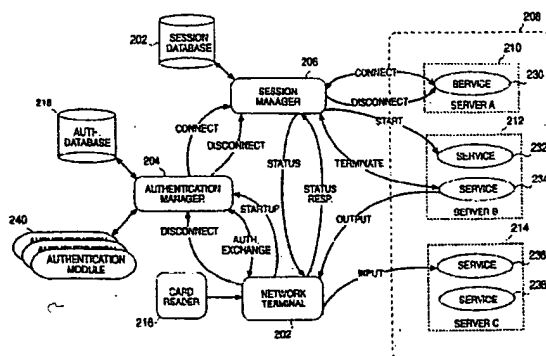 208
202
SESSION
DATABASE
206
SESSION
MANAGER
210
CONNECT
SERVICE
230
DISCONNECT
SERVER A
218
AUTH.
DATABASE
CONNECT
DISCONNECT
START
212
SERVICE
232
TERMINATE
SERVICE
234
SERVER B
204
AUTHENTICATION
MANAGER
STATUS
STATUS
RESP.
OUTPUT
240
AUTHENTICATION
MODULE
DISCONNECT
STARTUP
AUTH.
EXCHANGE
214
INPUT
SERVICE
236
SERVICE
238
SERVER C
CARD
READER
216
NETWORK
TERMINAL
202